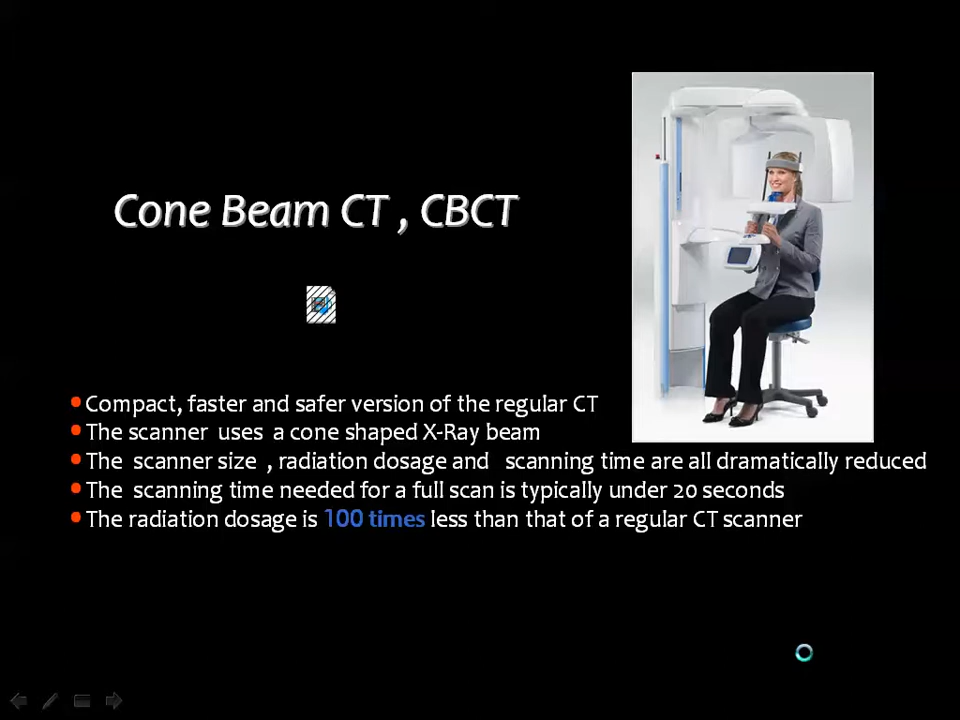 Cone Beam CT , CBCT
Compact, faster and safer version of the regular CT
The scanner uses a cone shaped X-Ray beam
The scanner size , radiation dosage and scanning time are all dramatically reduced
The scanning time needed for a full scan is typically under 20 seconds
The radiation dosage is 100 times less than that of a regular CT scanner